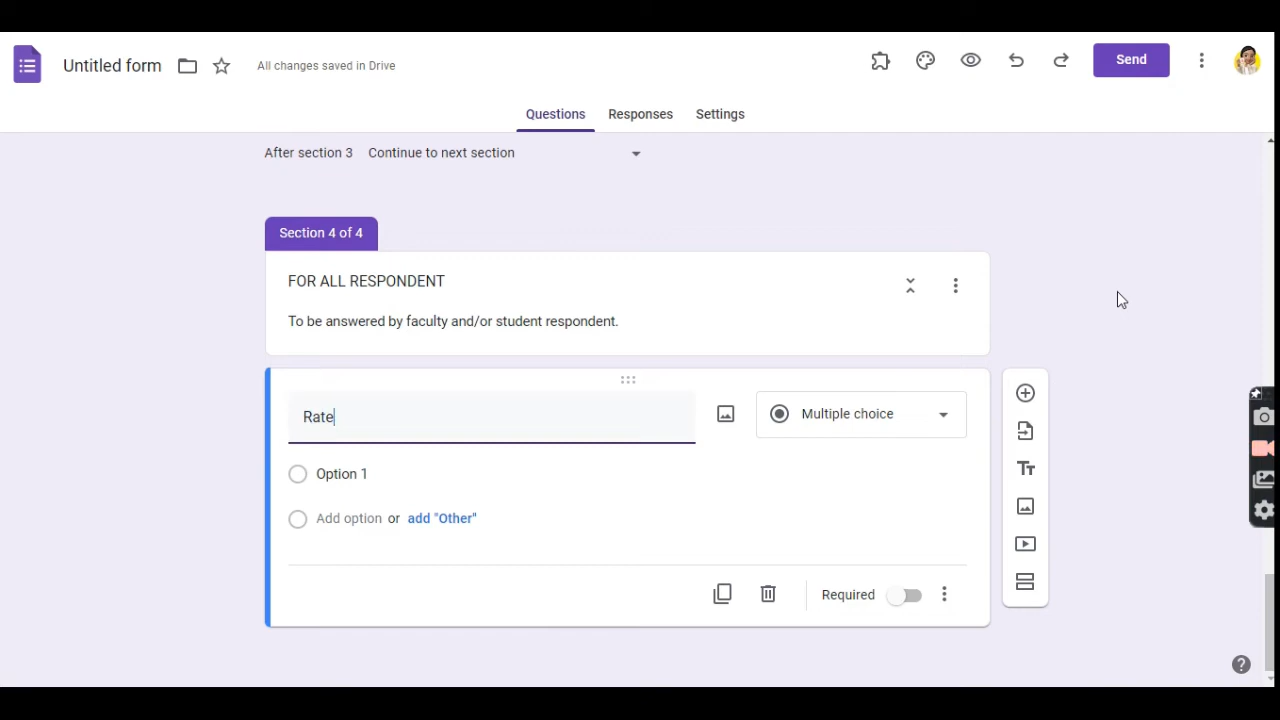 Untitled form
All changes saved in Drive
Send
Questions
Responses
Settings
After section 3
Continue to next section
Section 4 of 4
FOR ALL RESPONDENT
To be answered by faculty and/or student respondent.
Rate
Multiple choice
Option 1
Add option or add "Other"
Required